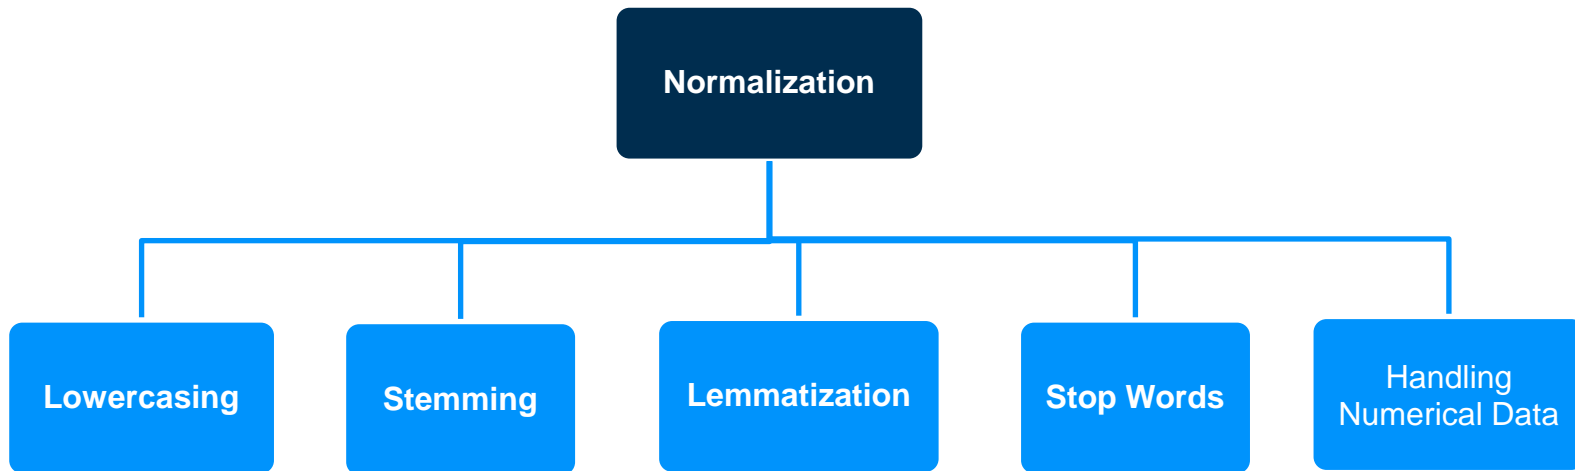 Normalization
Lowercasing
Stemming
Lemmatization
Stop Words
Handling
Numerical Data